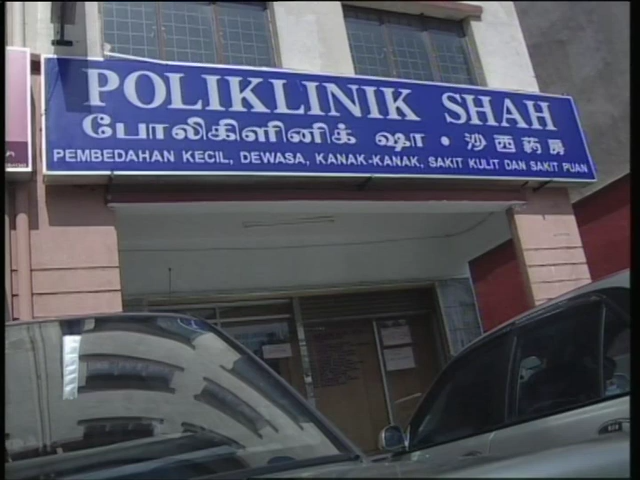 POLIKLINIK SHAH
போலிகிளினிக் ஷா • 沙西药房
PEMBEDAHAN KECIL, DEWASA, KANAK-KANAK, SAKIT KULIT DAN SAKIT PUAN